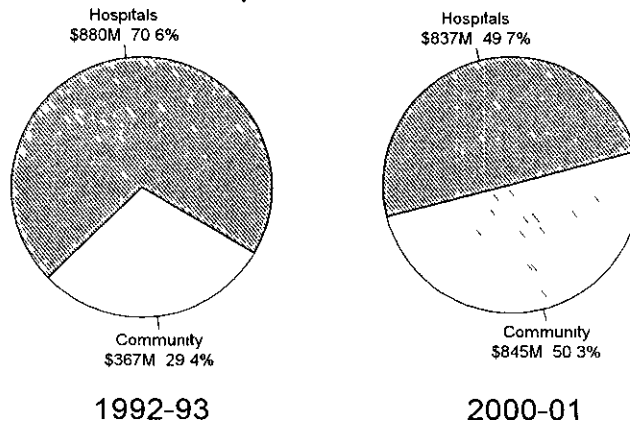 Hospitals
$880M 70 6%
Community
$367M 29 4%
1992-93
Hospitals
$837M 49 7%
Community
$845M 50 3%
2000-01